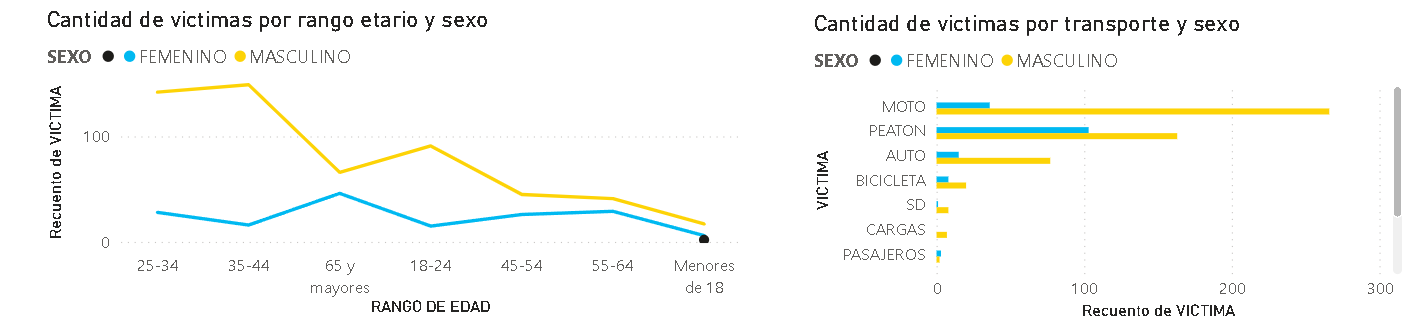 Cantidad de victimas por rango etario y sexo
SEXO FEMENINO MASCULINO
Recuento de VICTIMA
100
0
25-34 35-44 65 y mayores 18-24 45-54 55-64 Menores de 18
RANGO DE EDAD
Cantidad de victimas por transporte y sexo
SEXO FEMENINO MASCULINO
VICTIMA
MOTO
PEATON
AUTO
BICICLETA
SD
CARGAS
PASAJEROS
0 100 200 300
Recuento de VICTIMA